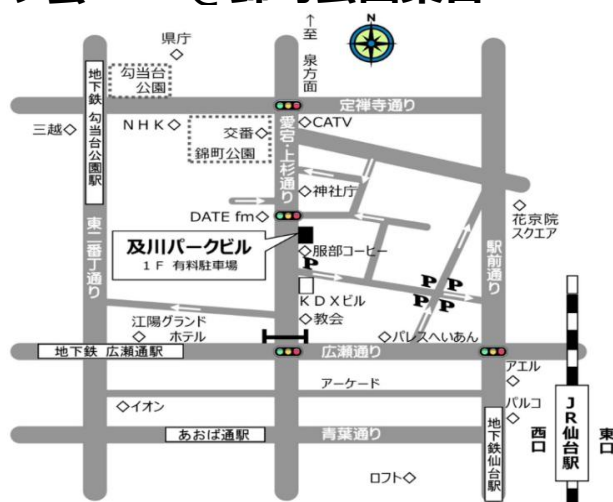 県庁
↑至 泉方面
N
勾当台
公園
地下鉄 勾当台公園駅
定禅寺通り
三越
NHK
交番
錦町公園
CATV
愛宕・上杉通り
神社庁
DATE fm
花京院
スクエア
及川パークビル
1F 有料駐車場
服部コーヒー
P
東二番丁通り
駅前通り
P P
P P
KDXビル
江陽グランド
ホテル
教会
パレスへいあん
地下鉄 広瀬通駅
広瀬通り
アエル
アーケード
パルコ
イオン
JR仙台駅
西口
東口
あおば通駅
青葉通り
地下鉄仙台駅
ロフト